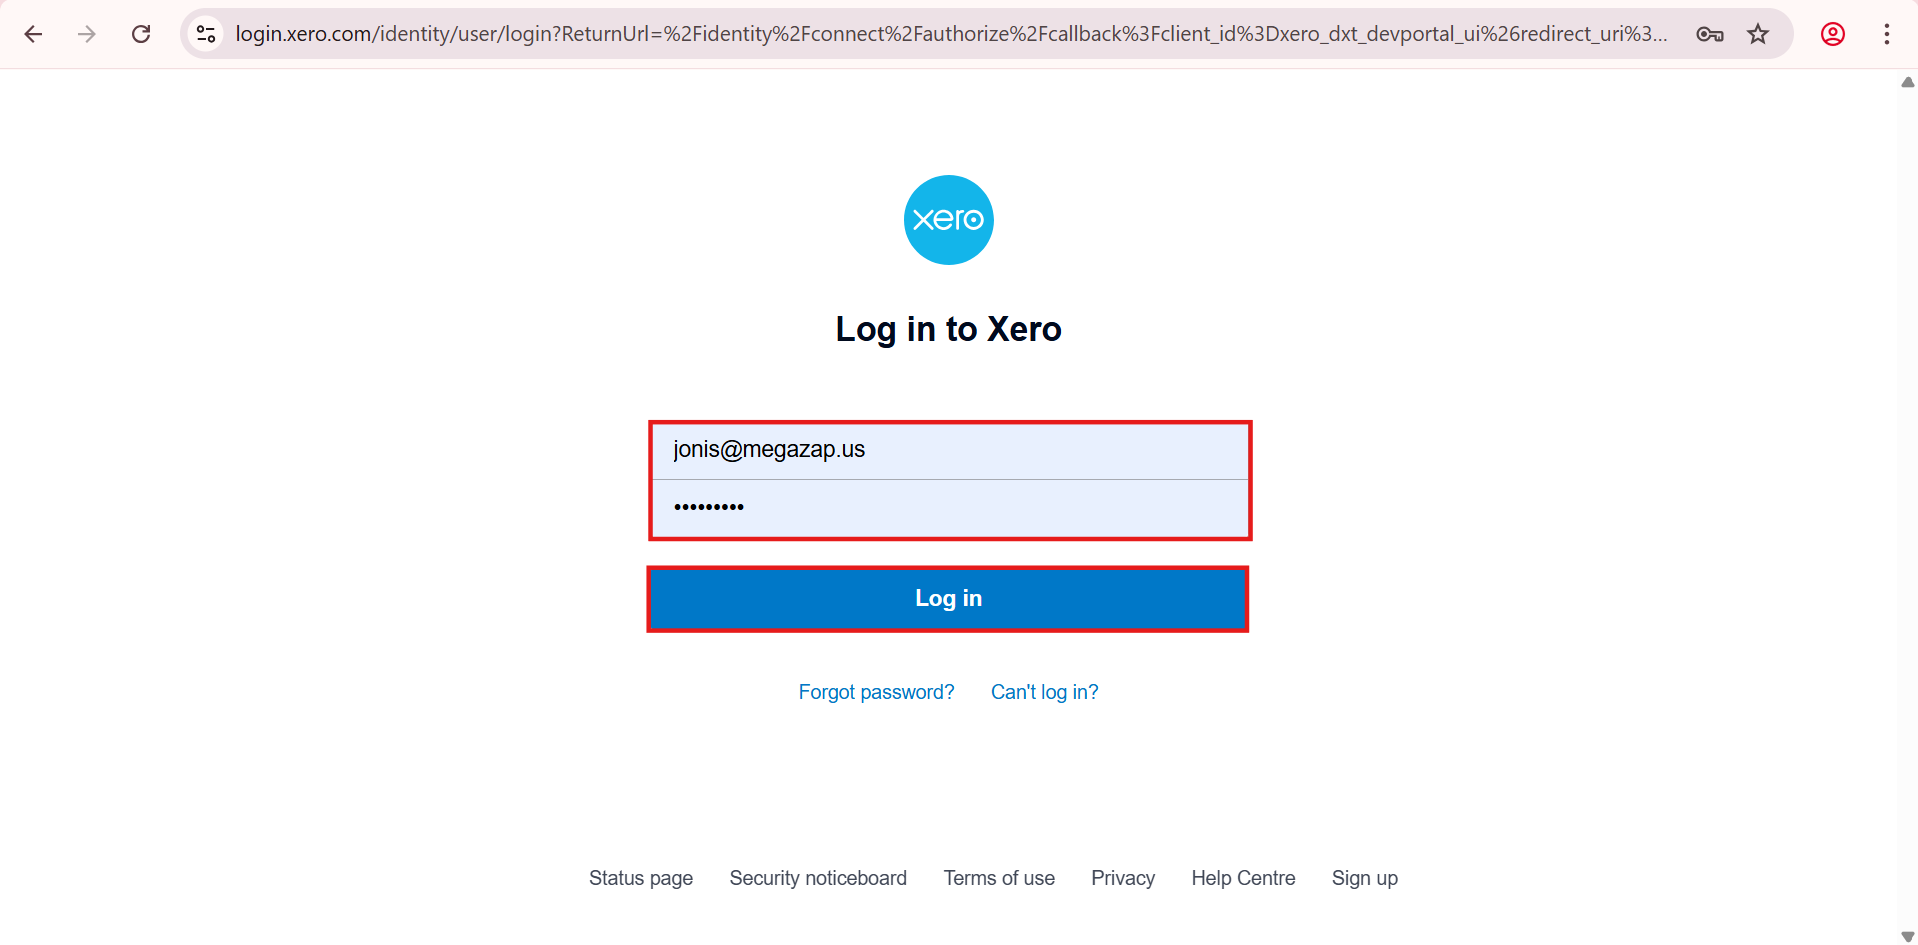 login.xero.com/identity/user/login?ReturnUrl=%2Fidentity%2Fconnect%2Fauthorize%2Fcallback%3Fclient_id%3Dxero_dxt_devportal_ui%26redirect_uri%3...
xero
Log in to Xero
jonis@megazap.us
•••••••••
Log in
Forgot password? Can't log in?
Status page Security noticeboard Terms of use Privacy Help Centre Sign up